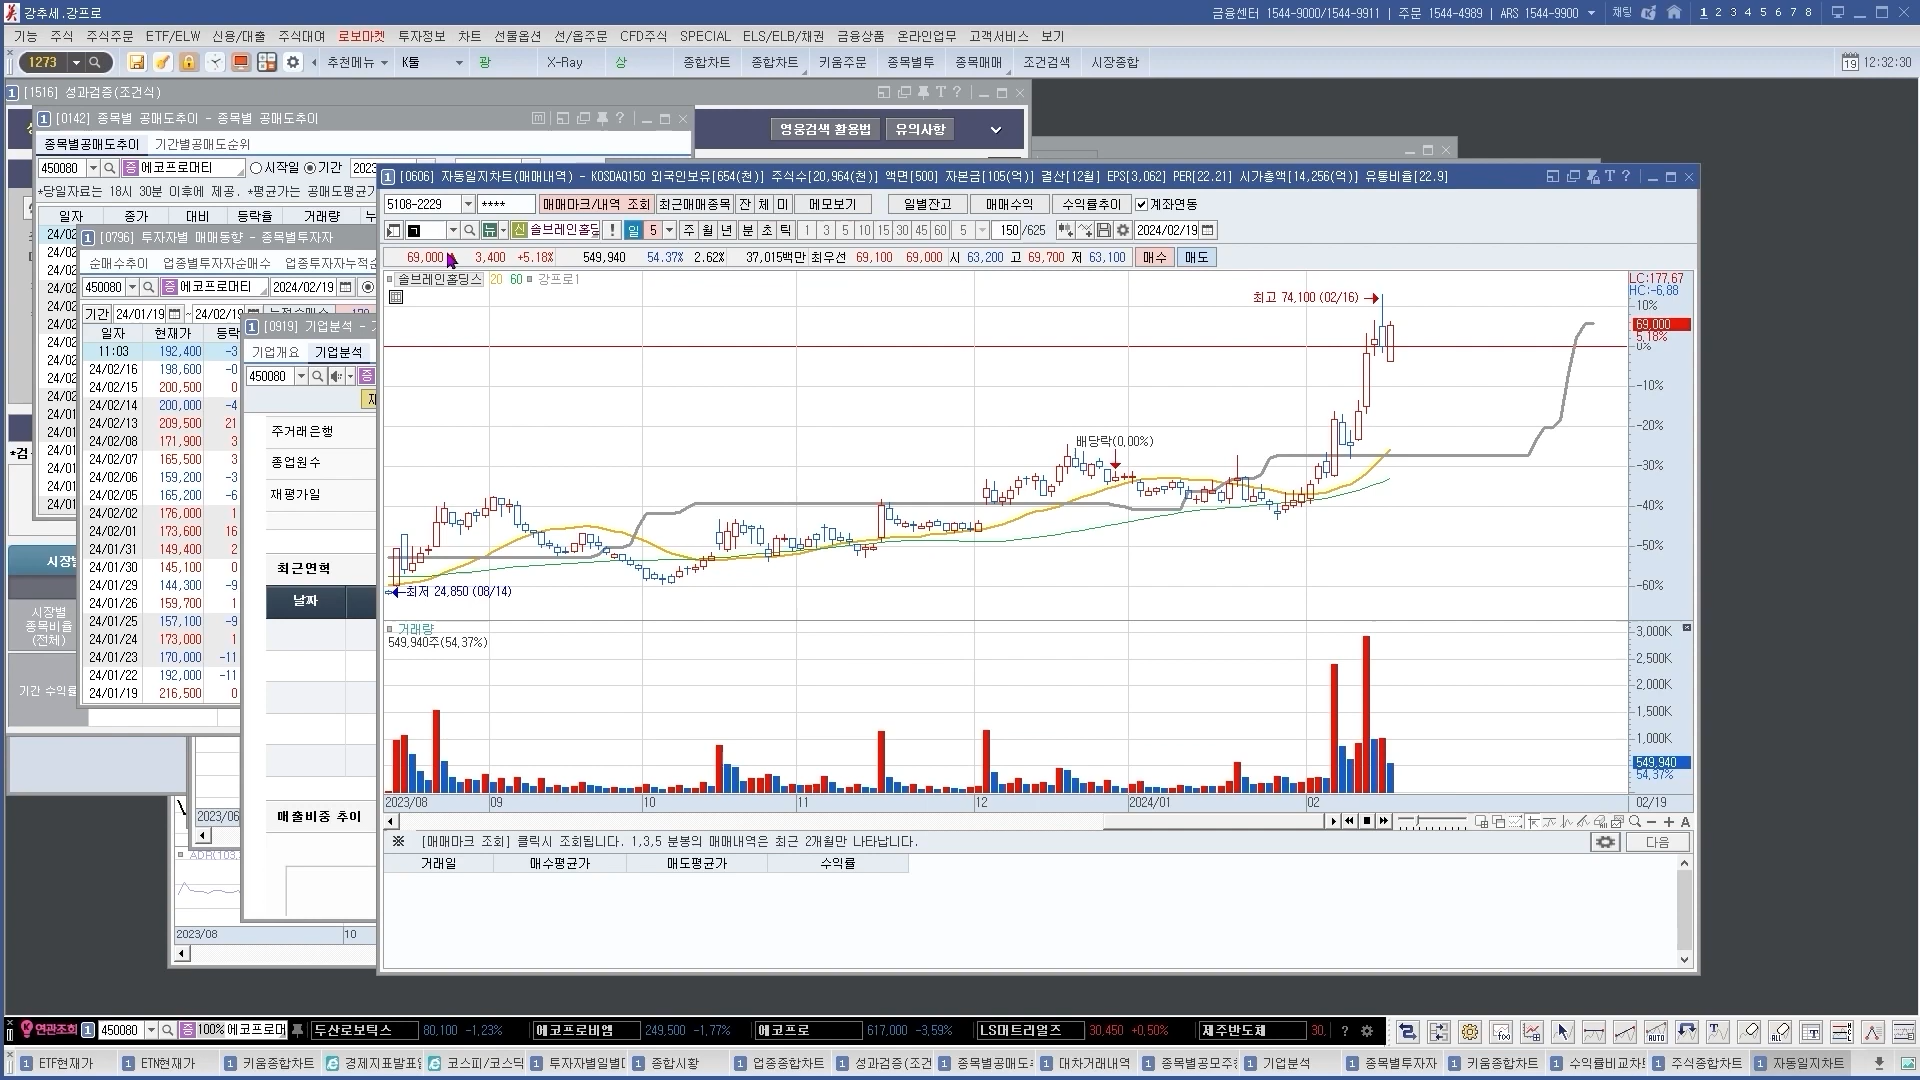 강추세.강프로
금융센터 1544-9000/1544-9911 | 주문 1544-4989 | ARS 1544-9900 채팅 1 2 3 4 5 6 7 8
기능 주식 주식주문 ETF/ELW 신용/대출 주식대여 로보마켓 투자정보 차트 선물옵션 선/옵주문 CFD주식 SPECIAL ELS/ELB/채권 금융상품 온라인업무 고객서비스 보기
1273 추천메뉴 K툴 광 X-Ray 상 종합차트 종합차트 키움주문 종목별투 종목매매 조건검색 시장종합 19 12:32:30
1 [1516] 성과검증(조건식)
1 [0142] 종목별 공매도추이 - 종목별 공매도추이
영웅검색 활용법 유의사항
종목별공매도추이 기간별공매도순위
450080 증 에코프로머티 시작일 기간 2023
*당일자료는 18시 30분 이후에 제공. *평균가는 공매도평균가
일자 종가 대비 등락율 거래량 누
1 [0796] 투자자별 매매동향 - 종목별투자자
순매수추이 업종별투자자순매수 업종투자자누적순
450080 증 에코프로머티 2024/02/19
기간 24/01/19 ~ 24/02/19
일자 현재가 등락
11:03 192,400 -3
24/02/16 198,600 -0
24/02/15 200,500 0
24/02/14 200,000 -4
24/02/13 209,500 21
24/02/08 171,900 3
24/02/07 165,500 3
24/02/06 159,200 -3
24/02/05 165,200 -6
24/02/02 176,000 1
24/02/01 173,600 16
24/01/31 149,400 2
24/01/30 145,100 0
24/01/29 144,300 -9
24/01/26 159,700 1
24/01/25 157,100 -9
24/01/24 173,000 1
24/01/23 170,000 -11
24/01/22 192,000 -11
24/01/19 216,500 0
시장별
종목비율
(전체)
기간 수익률
1 [0919] 기업분석 - 기
기업개요 기업분석
450080 증
주거래은행
종업원수
재평가일
최근연혁
날짜
매출비중 추이
2023/06
ADR(103,
2023/08 10
1 [0606] 자동일지차트(매매내역) - KOSDAQ150 외국인보유[654(천)] 주식수[20,964(천)] 액면[500] 자본금[105(억)] 결산[12월] EPS[3,062] PER[22.21] 시가총액[14,256(억)] 유통비율[22.9]
5108-2229 **** 매매마크/내역 조회 최근매매종목 잔 체 미 메모보기 일별잔고 매매수익 수익률추이 계좌연동
뉴 신 솔브레인홀딩 ! 일 5 주 월 년 분 초 틱 1 3 5 10 15 30 45 60 5 150 /625 2024/02/19
69,000 3,400 +5.18% 549,940 54.37% 2.62% 37,015백만 최우선 69,100 69,000 시 63,200 고 69,700 저 63,100 매수 매도
솔브레인홀딩스 20 60 강프로1
최고 74,100 (02/16)
LC:177,67
HC:-6,88
10%
69,000
5,18%
0%
-10%
-20%
배당락(0,00%)
-30%
-40%
-50%
-60%
최저 24,850 (08/14)
거래량
549,940주(54,37%)
3,000K
2,500K
2,000K
1,500K
1,000K
549,940
54,37%
2023/08 09 10 11 12 2024/01 02 02/19
※ [매매마크 조회] 클릭시 조회됩니다. 1,3,5 분봉의 매매내역은 최근 2개월만 나타납니다.
다음
거래일 매수평균가 매도평균가 수익률
연관조회 1 450080 증 100% 에코프로머 두산로보틱스 80,100 -1,23% 에코프로비엠 249,500 -1,77% 에코프로 617,000 -3,59% LS머트리얼즈 30,450 +0,50% 제주반도체 30,
1 ETF현재가 1 ETN현재가 1 키움종합차트 경제지표발표일 코스피/코스닥 1 투자자별일별 1 종합시황 1 업종종합차트 1 성과검증(조건 1 종목별공매도 1 대차거래내역 1 종목별공모주 1 기업분석 1 종목별투자자 1 키움종합차트 1 수익률비교차 1 주식종합차트 1 자동일지차트